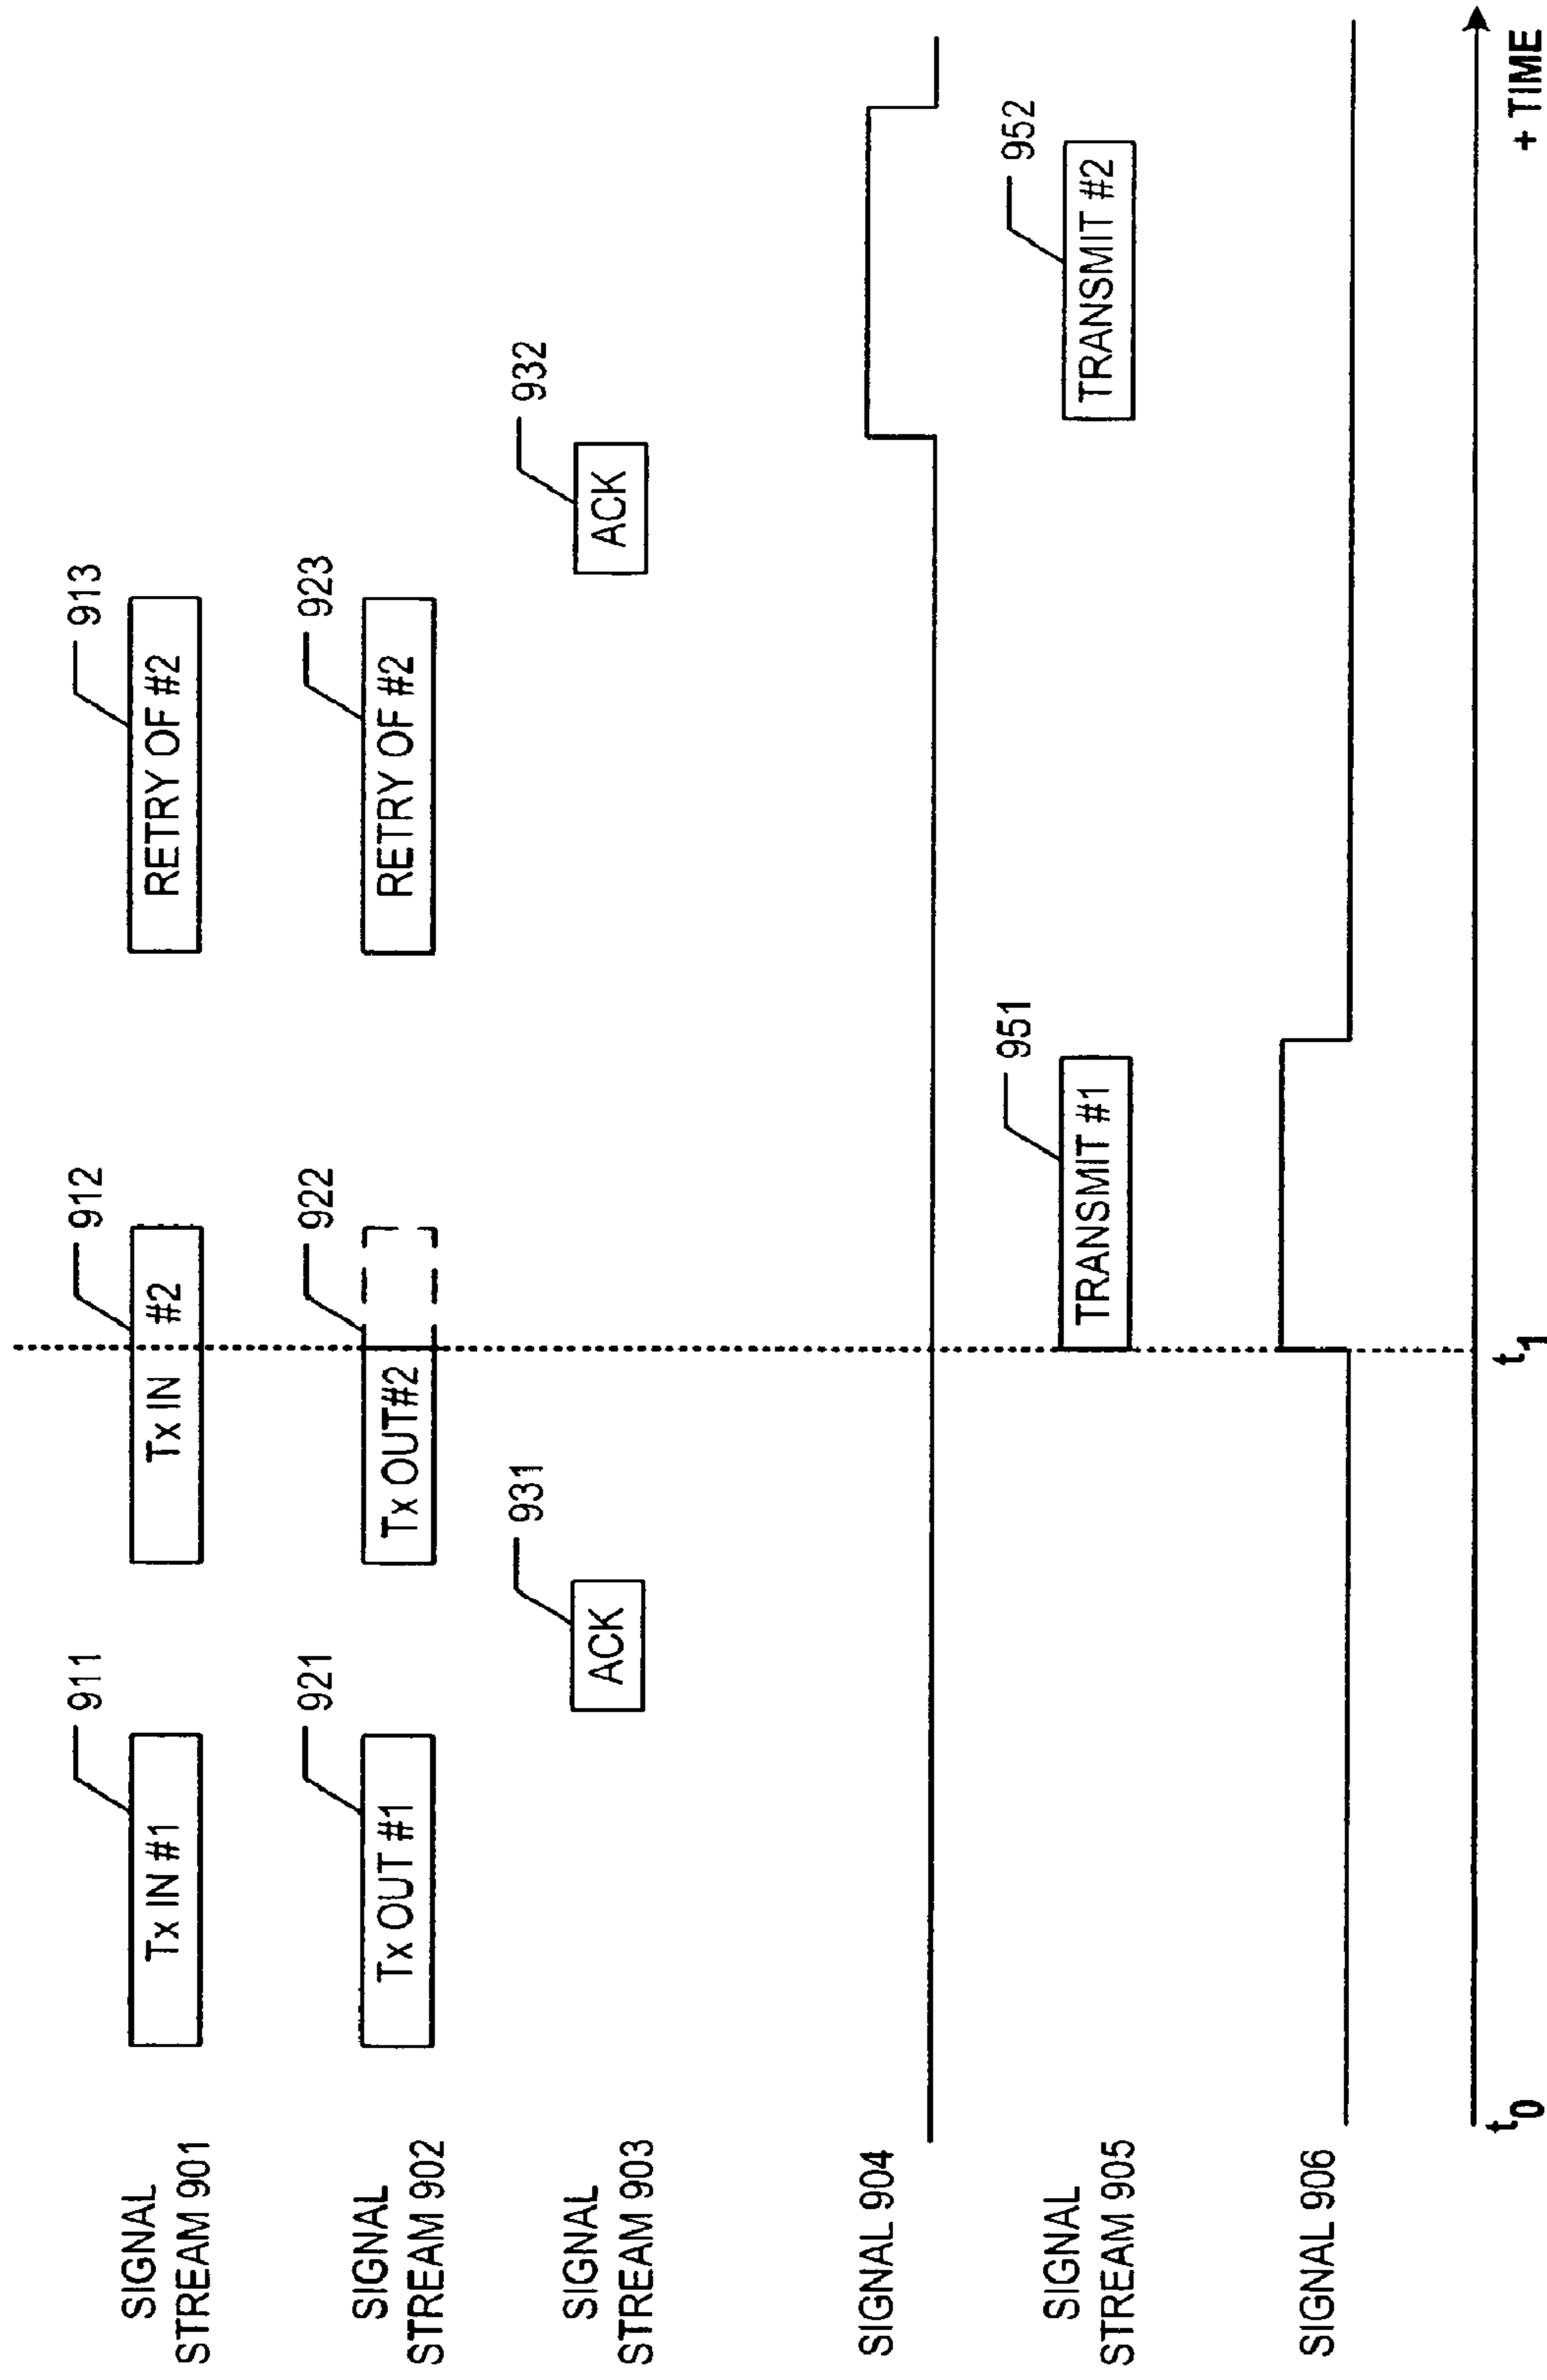 SIGNAL
STREAM 901
911
Tx IN #1
912
Tx IN #2
913
RETRY OF #2
SIGNAL
STREAM 902
921
Tx OUT #1
922
Tx OUT#2
923
RETRY OF #2
SIGNAL
STREAM 903
931
ACK
932
ACK
SIGNAL 904
SIGNAL
STREAM 905
951
TRANSMIT #1
952
TRANSMIT #2
SIGNAL 906
t0
t1
+ TIME